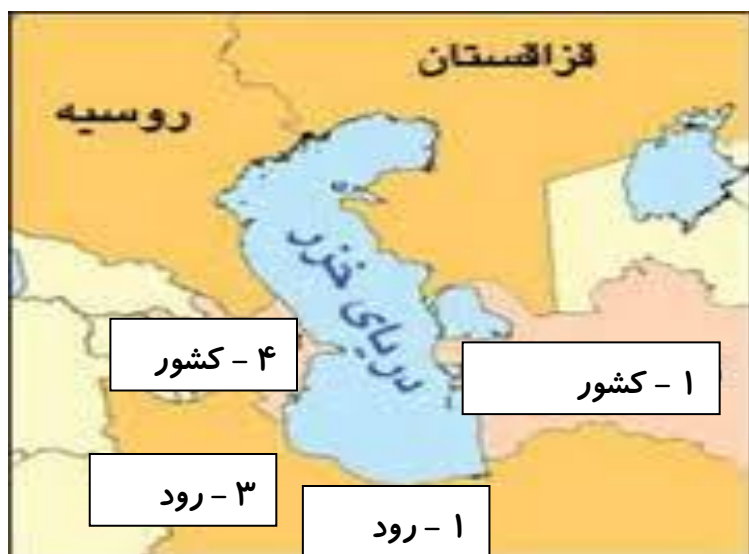 قزاقستان
روسیه
دریای خزر
۴ - کشور
۱ - کشور
۳ - رود
۱ - رود